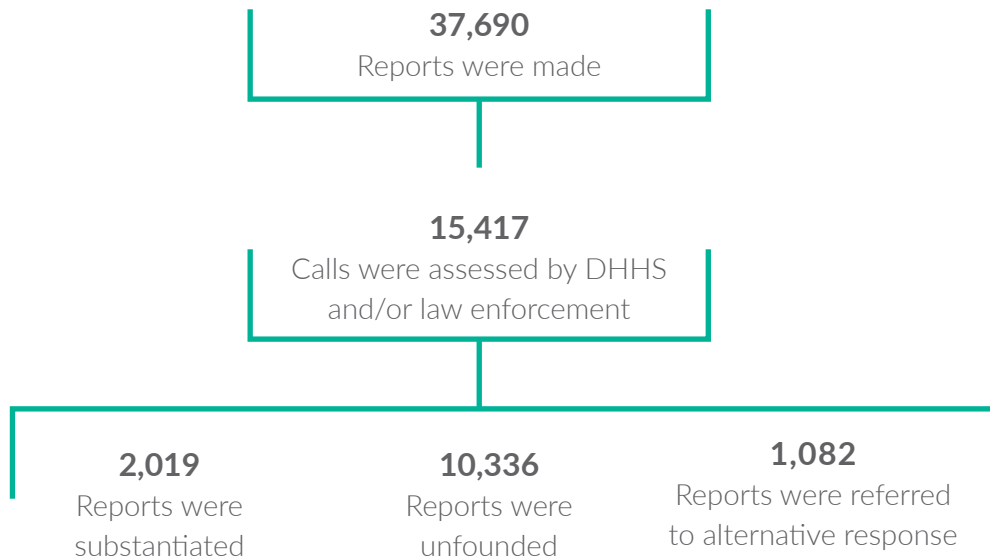 37,690
Reports were made
15,417
Calls were assessed by DHHS
and/or law enforcement
2,019
Reports were
substantiated
10,336
Reports were
unfounded
1,082
Reports were referred
to alternative response